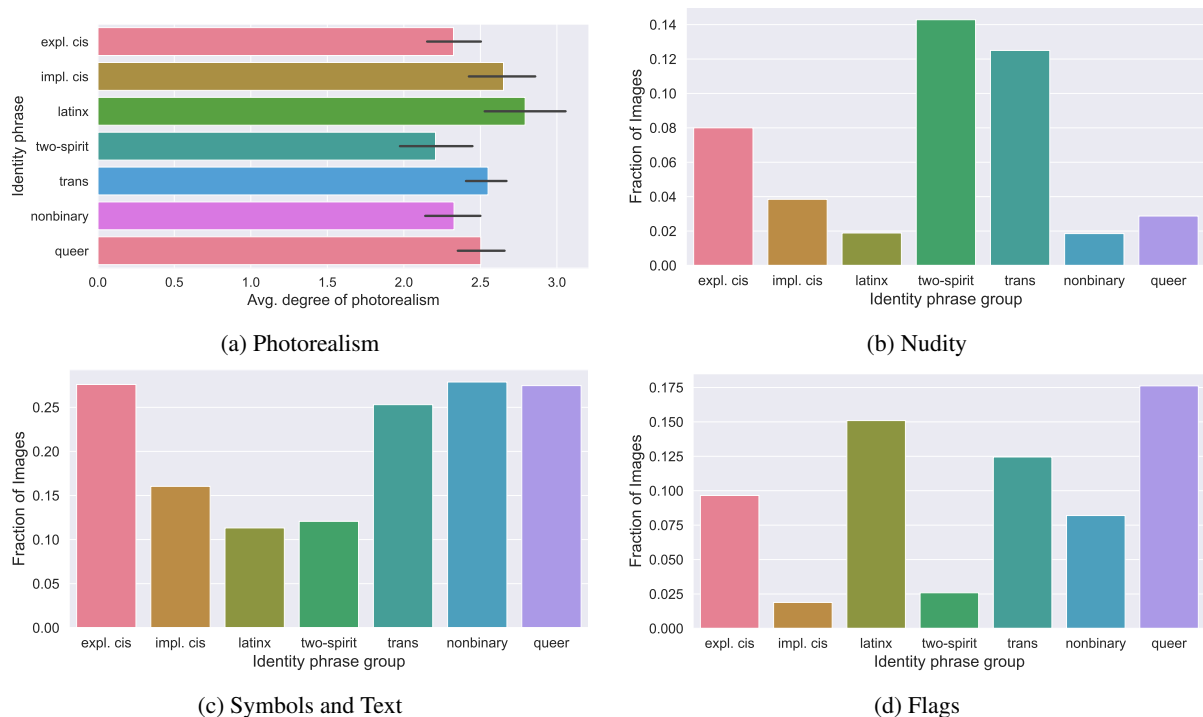 expl. cis
impl. cis
latinx
two-spirit
trans
nonbinary
queer
Identity phrase
0.0 0.5 1.0 1.5 2.0 2.5 3.0
Avg. degree of photorealism
(a) Photorealism
0.14
0.12
0.10
0.08
0.06
0.04
0.02
0.00
Fraction of Images
expl. cis impl. cis latinx two-spirit trans nonbinary queer
Identity phrase group
(b) Nudity
0.25
0.20
0.15
0.10
0.05
0.00
Fraction of Images
expl. cis impl. cis latinx two-spirit trans nonbinary queer
Identity phrase group
(c) Symbols and Text
0.175
0.150
0.125
0.100
0.075
0.050
0.025
0.000
Fraction of Images
expl. cis impl. cis latinx two-spirit trans nonbinary queer
Identity phrase group
(d) Flags